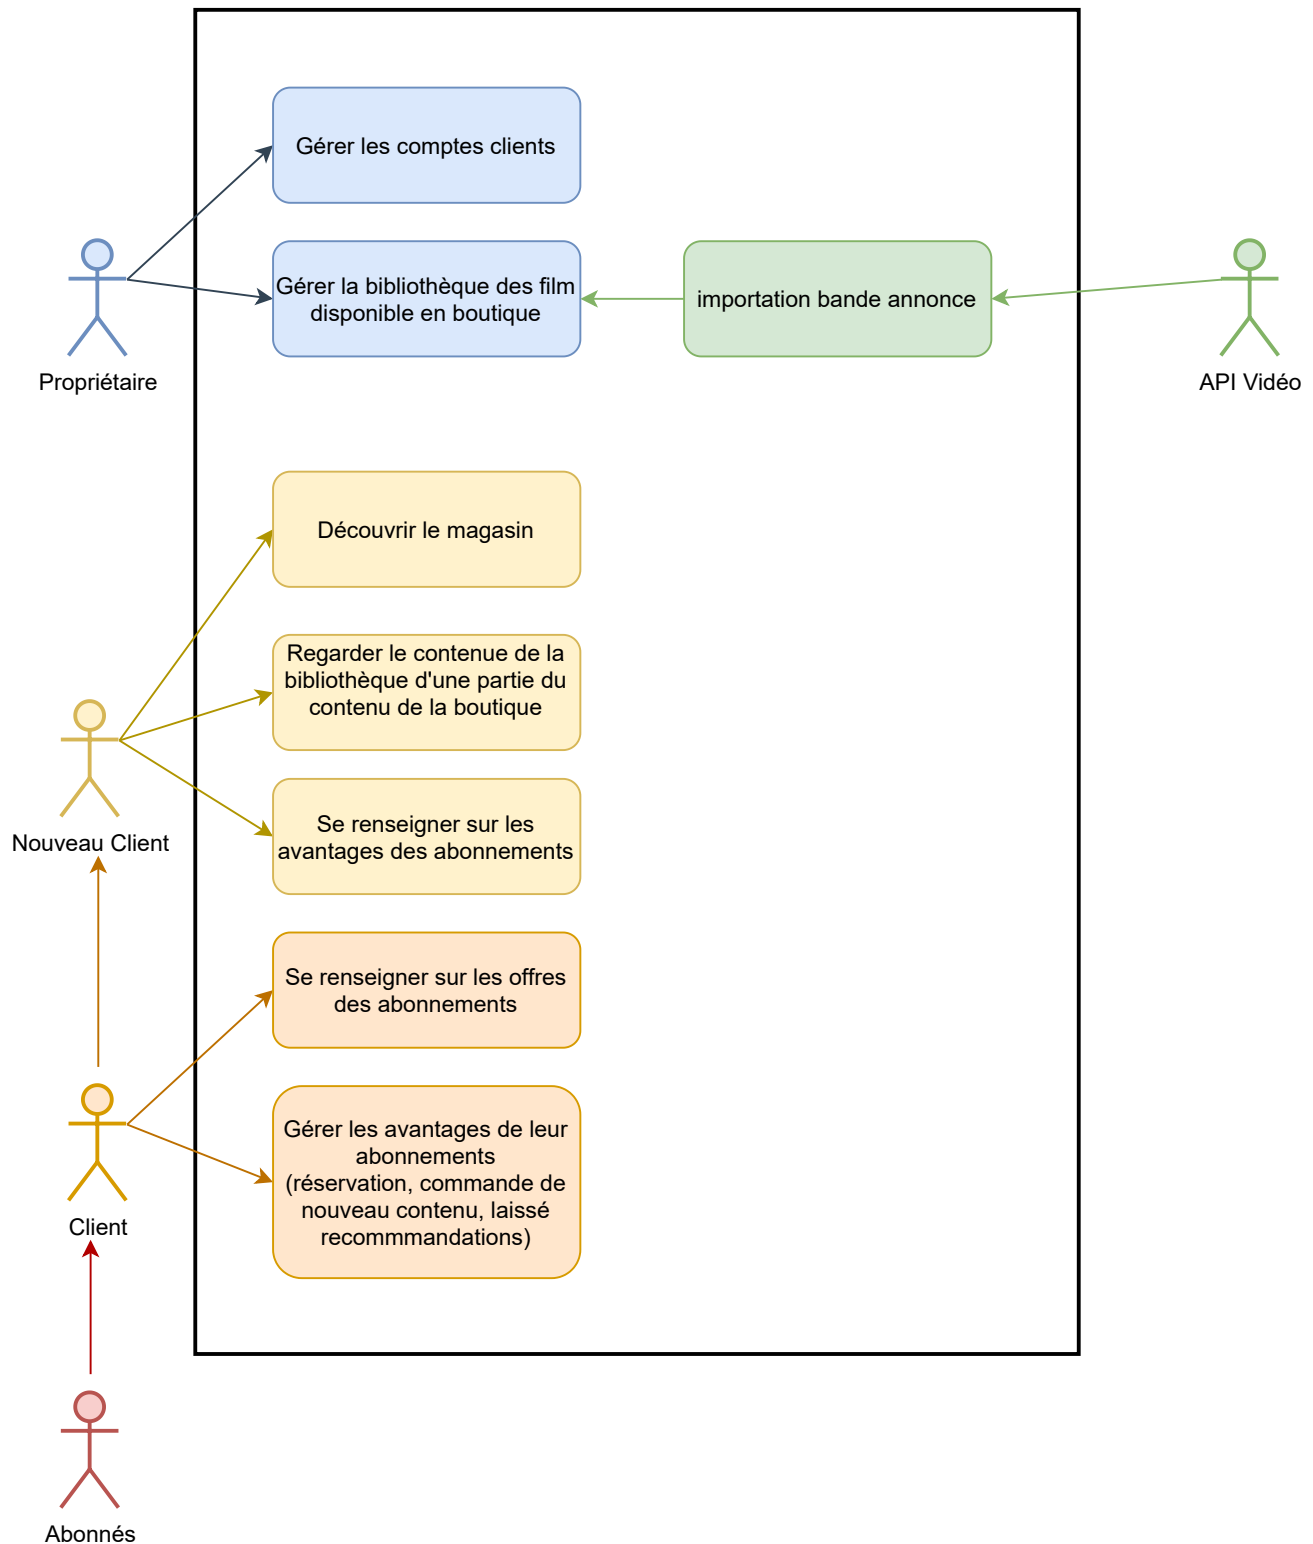 Gérer les comptes clients
Gérer la bibliothèque des film
disponible en boutique
importation bande annonce
Propriétaire
API Vidéo
Découvrir le magasin
Regarder le contenue de la
bibliothèque d'une partie du
contenu de la boutique
Nouveau Client
Se renseigner sur les
avantages des abonnements
Se renseigner sur les offres
des abonnements
Gérer les avantages de leur
abonnements
(réservation, commande de
nouveau contenu, laissé
recommmandations)
Client
Abonnés